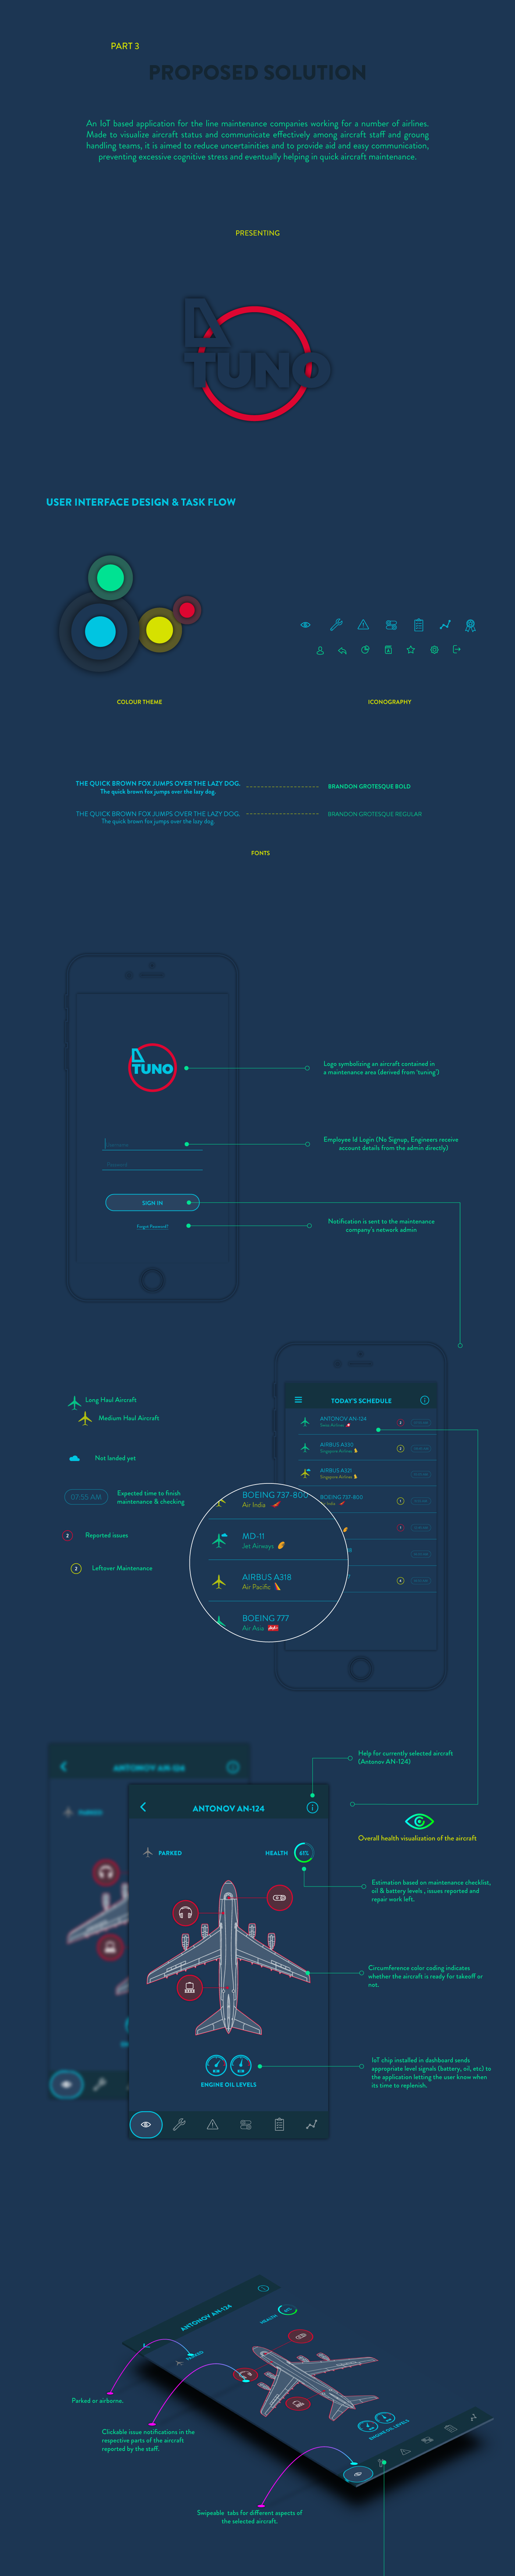 PART 3
PROPOSED SOLUTION
An IoT based application for the line maintenance companies working for a number of airlines.
Made to visualize aircraft status and communicate effectively among aircraft staff and groung
handling teams, it is aimed to reduce uncertainities and to provide aid and easy communication,
preventing excessive cognitive stress and eventually helping in quick aircraft maintenance.
PRESENTING
TUNO
USER INTERFACE DESIGN & TASK FLOW
COLOUR THEME
ICONOGRAPHY
THE QUICK BROWN FOX JUMPS OVER THE LAZY DOG.
The quick brown fox jumps over the lazy dog.
BRANDON GROTESQUE BOLD
THE QUICK BROWN FOX JUMPS OVER THE LAZY DOG.
The quick brown fox jumps over the lazy dog.
BRANDON GROTESQUE REGULAR
FONTS
TUNO
Logo symbolizing an aircraft contained in
a maintenance area (derived from 'tuning')
Username
Password
Employee Id Login (No Signup, Engineers receive
account details from the admin directly)
SIGN IN
Forgot Password?
Notification is sent to the maintenance
company's network admin
Long Haul Aircraft
Medium Haul Aircraft
Not landed yet
07:55 AM
Expected time to finish
maintenance & checking
2
Reported issues
2
Leftover Maintenance
TODAY'S SCHEDULE
ANTONOV AN-124
AIRBUS A330
Singapore Airlines
AIRBUS A321
Singapore Airlines
BOEING 737-800
Air India
BOEING 737-800
Air India
MD-11
Jet Airways
AIRBUS A318
Air Pacific
BOEING 777
Air Asia
Help for currently selected aircraft
(Antonov AN-124)
ANTONOV AN-124
PARKED
ANTONOV AN-124
PARKED
HEALTH
61%
Overall health visualization of the aircraft
Estimation based on maintenance checklist,
oil & battery levels , issues reported and
repair work left.
Circumference color coding indicates
whether the aircraft is ready for takeoff or
not.
IoT chip installed in dashboard sends
appropriate level signals (battery, oil, etc) to
the application letting the user know when
its time to replenish.
ENGINE OIL LEVELS
ANTONOV AN-124
PARKED
HEALTH
61%
ENGINE OIL LEVELS
Parked or airborne.
Clickable issue notifications in the
respective parts of the aircraft
reported by the staff.
Swipeable tabs for different aspects of
the selected aircraft.